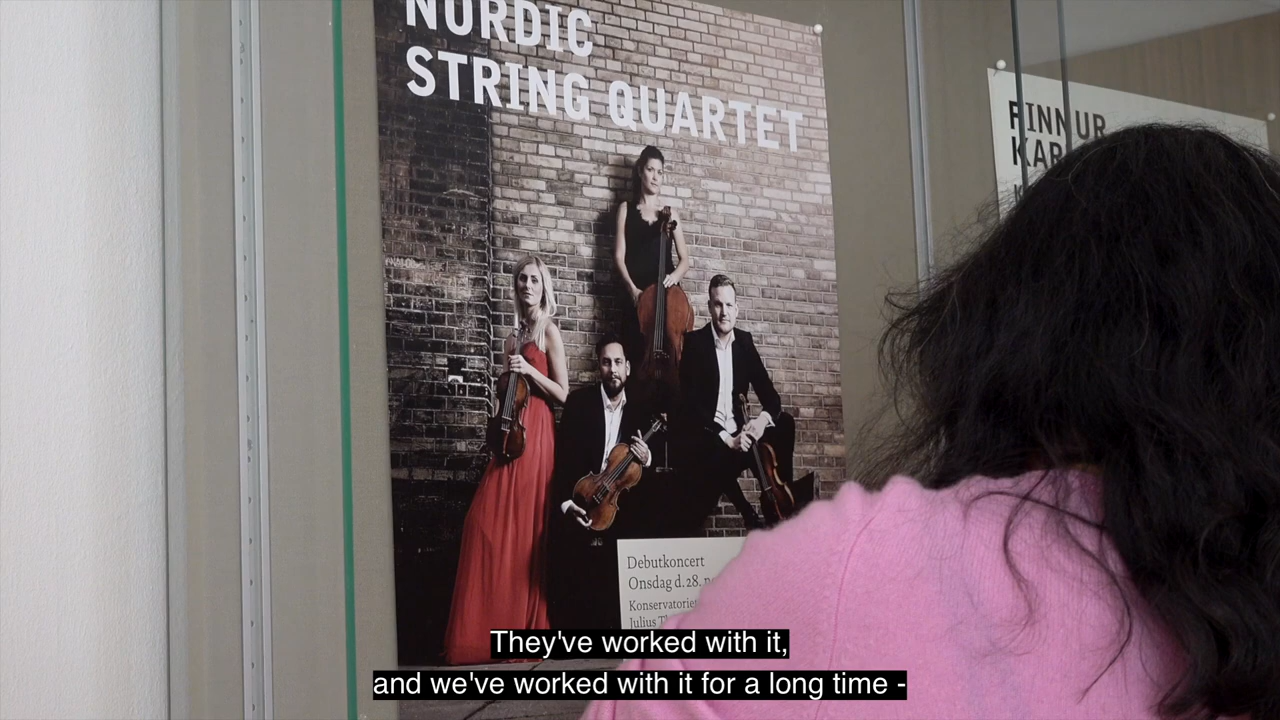 NORDIC
STRING QUARTET
FINNUR
KAR
Debutkoncert
Onsdag d. 28.
Konservatoriet
Julius
They've worked with it,
and we've worked with it for a long time -